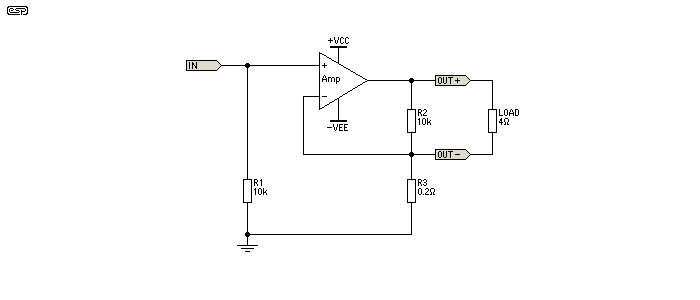 esp
+VCC
IN
+
Amp
-
-VEE
OUT +
R2
10k
LOAD
4Ω
OUT -
R1
10k
R3
0.2Ω